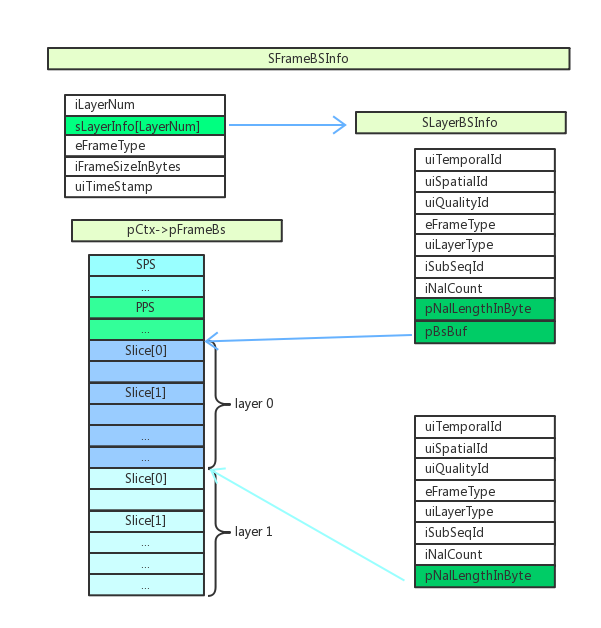 SFrameBSInfo
iLayerNum
sLayerInfo[LayerNum]
eFrameType
iFrameSizeInBytes
uiTimeStamp
SLayerBSInfo
uiTemporalId
uiSpatialId
uiQualityId
eFrameType
uiLayerType
iSubSeqId
iNalCount
pNalLengthInByte
pBsBuf
pCtx->pFrameBs
SPS
...
PPS
...
Slice[0]
Slice[1]
...
...
layer 0
Slice[0]
Slice[1]
...
...
...
layer 1
uiTemporalId
uiSpatialId
uiQualityId
eFrameType
uiLayerType
iSubSeqId
iNalCount
pNalLengthInByte